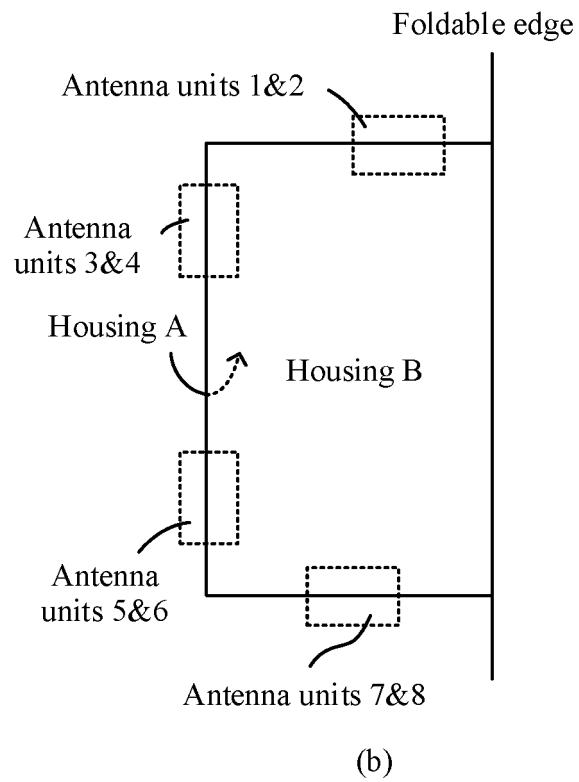 Foldable edge
Antenna units 1&2
Antenna
units 3&4
Housing A
Housing B
Antenna
units 5&6
Antenna units 7&8
(b)